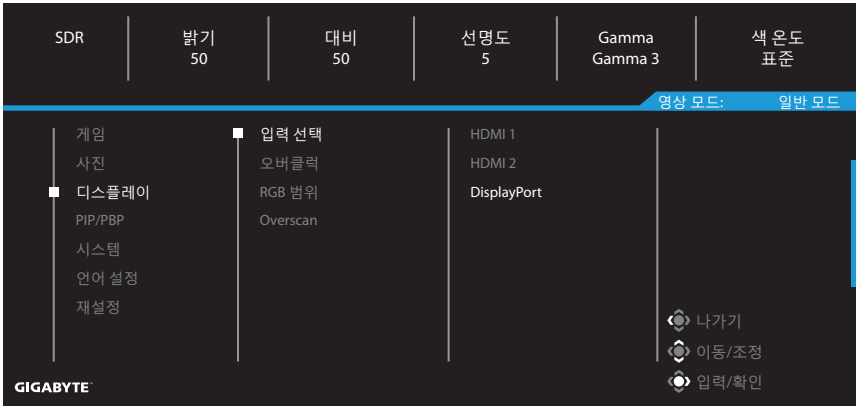 SDR 밝기 대비 선명도 Gamma 색 온도
50 50 5 Gamma 3 표준
영상 모드: 일반 모드
게임 입력 선택 HDMI 1
사진 오버클럭 HDMI 2
디스플레이 RGB 범위 DisplayPort
PIP/PBP Overscan
시스템
언어 설정
재설정
나가기
이동/조정
입력/확인
GIGABYTE™